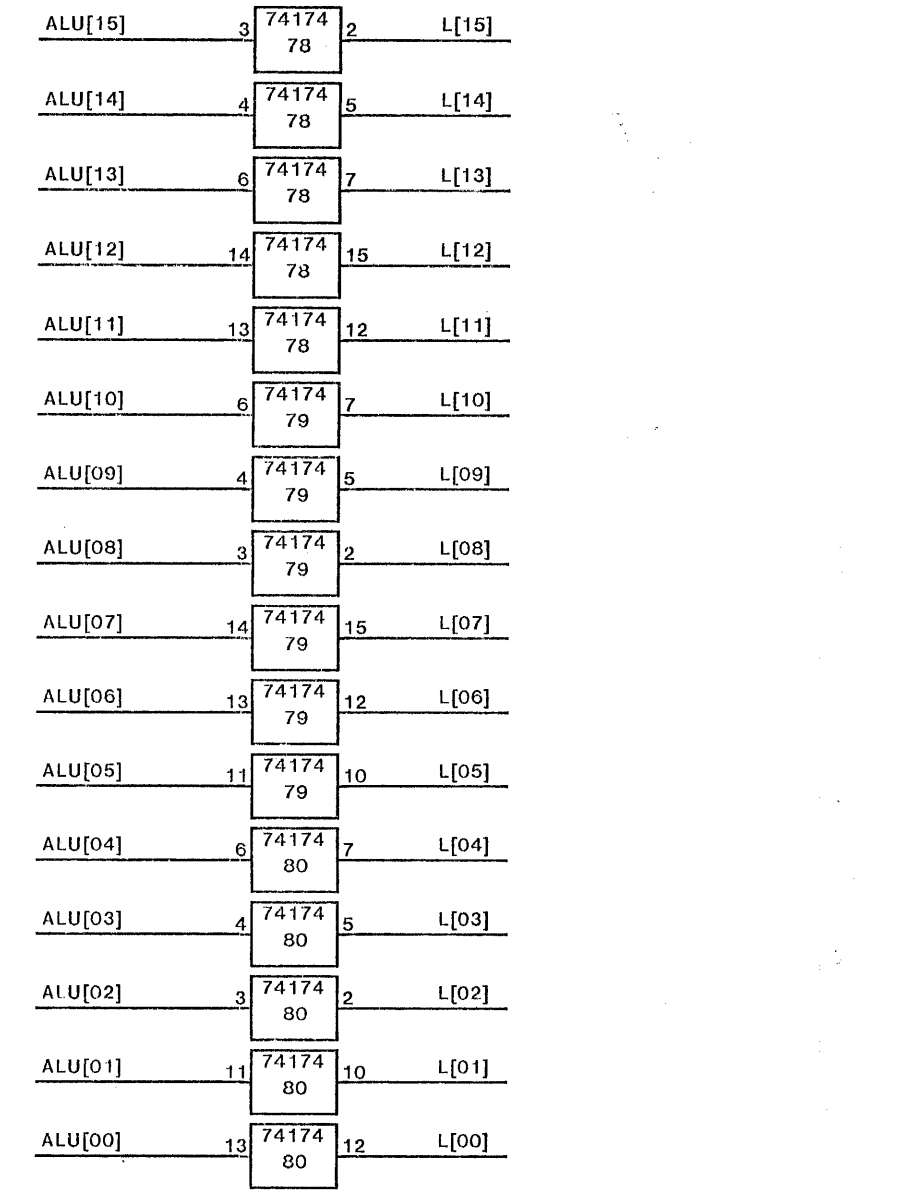 ALU[15] 3 74174 2 L[15]
78
ALU[14] 4 74174 5 L[14]
78
ALU[13] 6 74174 7 L[13]
78
ALU[12] 14 74174 15 L[12]
78
ALU[11] 13 74174 12 L[11]
78
ALU[10] 6 74174 7 L[10]
79
ALU[09] 4 74174 5 L[09]
79
ALU[08] 3 74174 2 L[08]
79
ALU[07] 14 74174 15 L[07]
79
ALU[06] 13 74174 12 L[06]
79
ALU[05] 11 74174 10 L[05]
79
ALU[04] 6 74174 7 L[04]
80
ALU[03] 4 74174 5 L[03]
80
ALU[02] 3 74174 2 L[02]
80
ALU[01] 11 74174 10 L[01]
80
ALU[00] 13 74174 12 L[00]
80